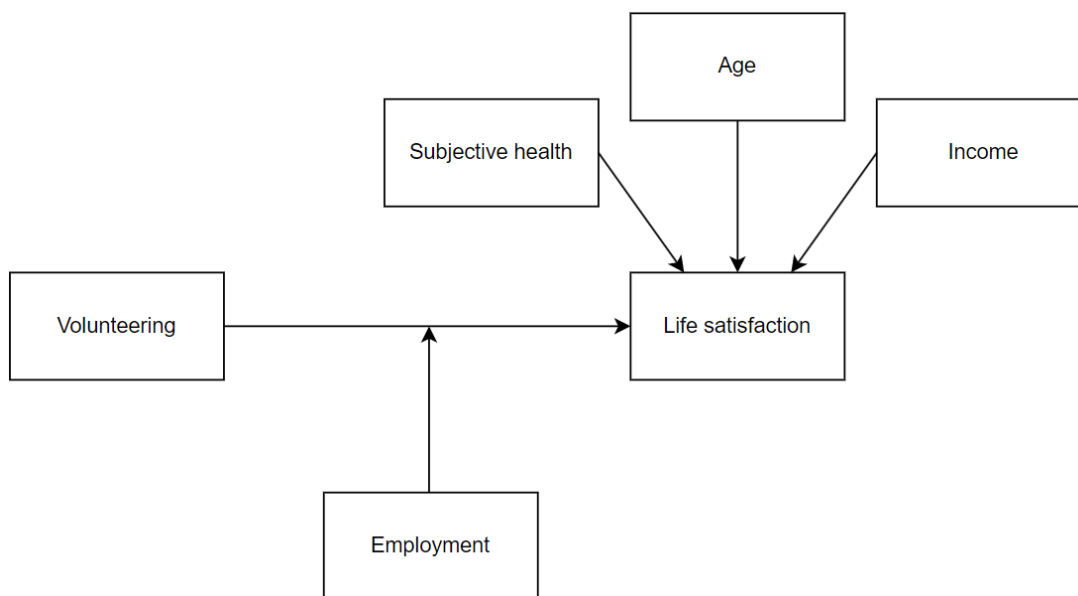 Age
Subjective health
Income
Volunteering
Life satisfaction
Employment